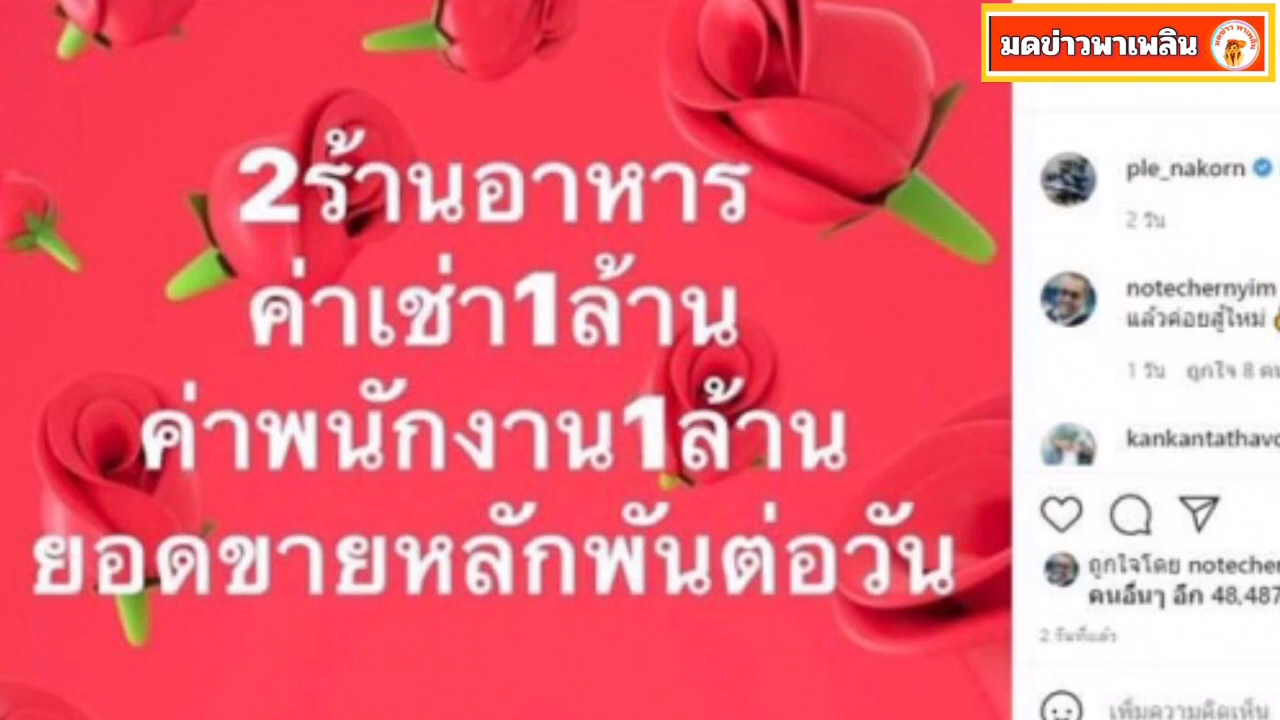 มดข่าวพาเพลิน
2ร้านอาหาร
ค่าเช่า1ล้าน
ค่าพนักงาน1ล้าน
ยอดขายหลักพันต่อวัน
ple_nakorn
2 วัน
notechernyim
แล้วค่อยสู้ใหม่
1 วัน ถูกใจ 8
kankantathavo
ถูกใจโดย notecher
คนอื่นๆ อีก 48,487
2 วันที่แล้ว
เพิ่มความคิดเห็น